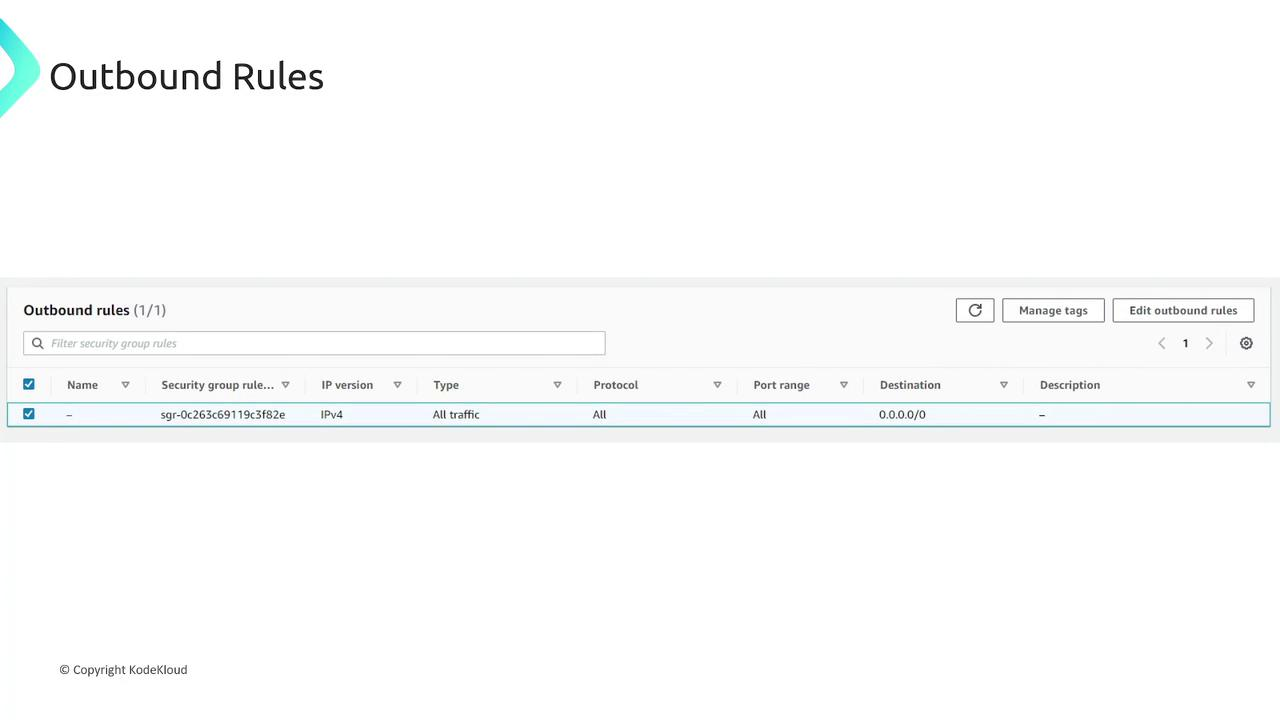 Outbound Rules
Outbound rules (1/1)
Manage tags
Edit outbound rules
Filter security group rules
1
Name
Security group rule...
IP version
Type
Protocol
Port range
Destination
Description
–
sgr-0c263c69119c3f82e
IPv4
All traffic
All
All
0.0.0.0/0
–
© Copyright KodeKloud